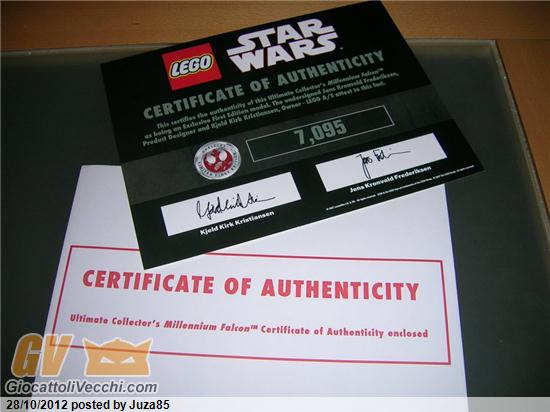 LEGO
STAR
WARS
CERTIFICATE OF AUTHENTICITY
This certifies the authenticity of this Ultimate Collector's Millennium Falcon™
as being an Exclusive First Edition model. The undersigned Jens Kronvold Frederiksen,
Product Designer and Kjeld Kirk Kristiansen, Owner - LEGO A/S attest to this fact.
7,095
Kjeld Kirk Kristiansen
Jens Kronvold Frederiksen
CERTIFICATE OF AUTHENTICITY
Ultimate Collector's Millennium Falcon™ Certificate of Authenticity enclosed
GV
GiocattoliVecchi.com
28/10/2012 posted by Juza85